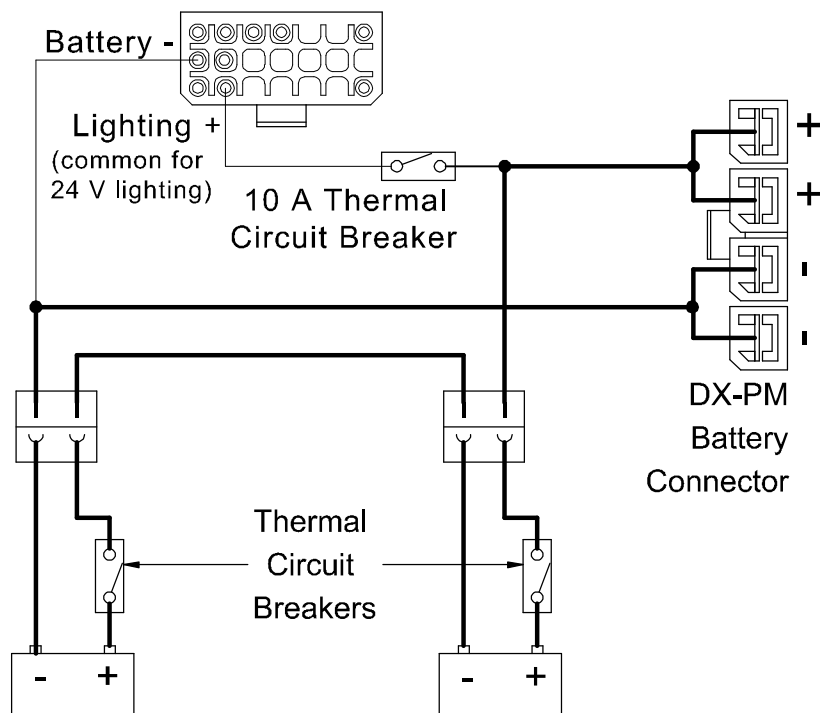 Battery -
Lighting +
(common for
24 V lighting)
10 A Thermal
Circuit Breaker
+
+
-
-
DX-PM
Battery
Connector
Thermal
Circuit
Breakers
- +
- +